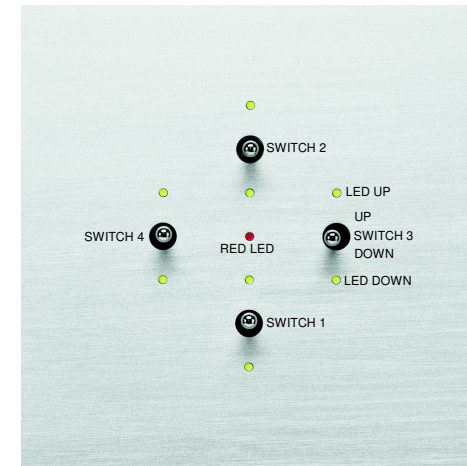 SWITCH 2
LED UP
UP
SWITCH 4
SWITCH 3
RED LED
DOWN
LED DOWN
SWITCH 1